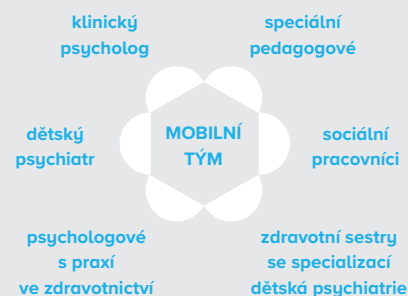 klinický
psycholog
speciální
pedagogové
dětský
psychiatr
MOBILNÍ
TÝM
sociální
pracovníci
psychologové
s praxí
ve zdravotnictví
zdravotní sestry
se specializací
dětská psychiatrie